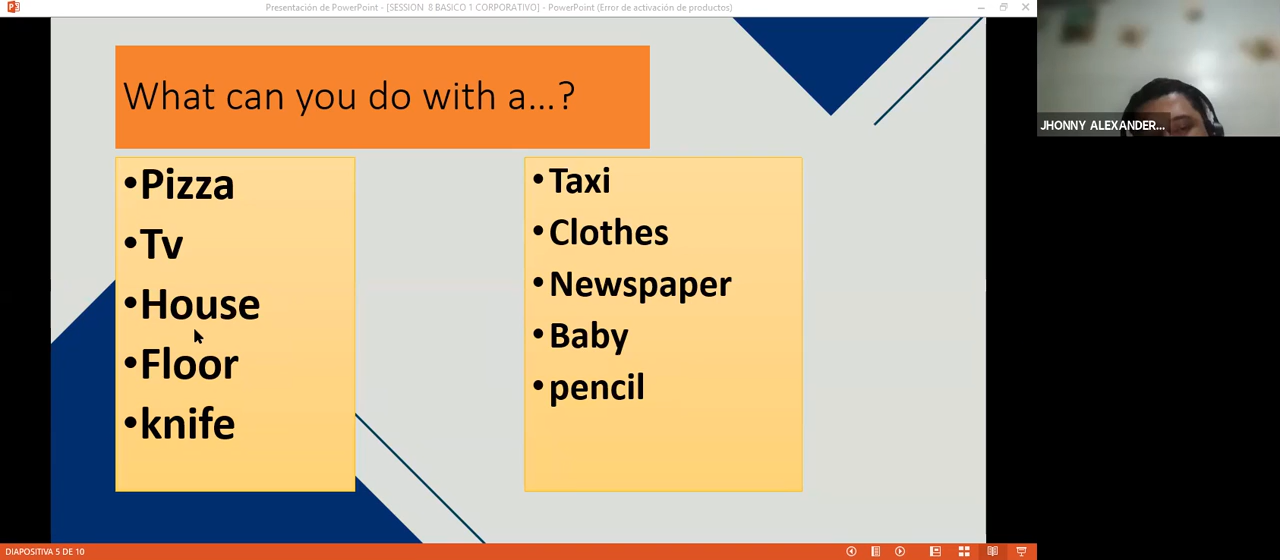 Presentación de PowerPoint - [SESSION  8 BASICO 1 CORPORATIVO] - PowerPoint (Error de activación de productos)
What can you do with a...?
•Pizza
•Tv
•House
•Floor
•knife
•Taxi
•Clothes
•Newspaper
•Baby
•pencil
JHONNY ALEXANDER...
DIAPOSITIVA 5 DE 10